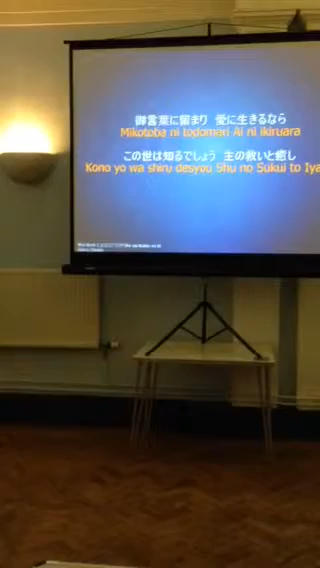 御言葉に留まり 愛に生きるなら
Mikotoba ni todomari Ai ni ikiruara
この世は知るでしょう 主の救いと癒し
Kono yo wa shiru desyou Shu no Sukui to Iya